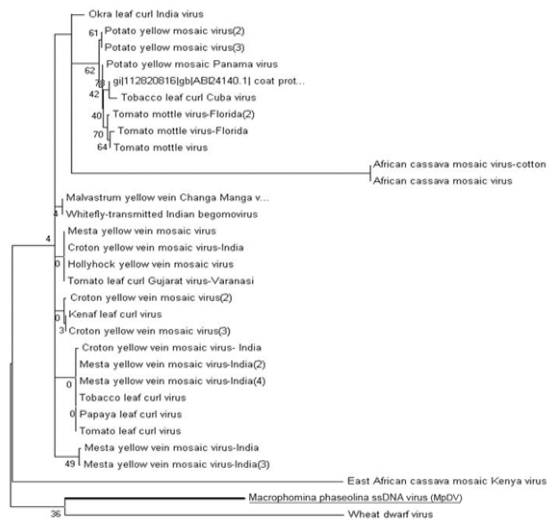 Okra leaf curl India virus
61
Potato yellow mosaic virus(2)
Potato yellow mosaic virus(3)
62
Potato yellow mosaic Panama virus
gi|112820816|gb|ABI24140.1| coat prot...
42
Tobacco leaf curl Cuba virus
40
Tomato mottle virus-Florida(2)
70
Tomato mottle virus-Florida
64
Tomato mottle virus
African cassava mosaic virus-cotton
African cassava mosaic virus
Malvastrum yellow vein Changa Manga v...
4
Whitefly-transmitted Indian begomovirus
Mesta yellow vein mosaic virus
4
Croton yellow vein mosaic virus-India
0
Hollyhock yellow vein mosaic virus
Tomato leaf curl Gujarat virus-Varanasi
Croton yellow vein mosaic virus(2)
0
Kenaf leaf curl virus
3
Croton yellow vein mosaic virus(3)
Croton yellow vein mosaic virus- India
Mesta yellow vein mosaic virus-India(2)
0
Mesta yellow vein mosaic virus-India(4)
Tobacco leaf curl virus
0
Papaya leaf curl virus
Tomato leaf curl virus
Mesta yellow vein mosaic virus-India
49
Mesta yellow vein mosaic virus-India(3)
East African cassava mosaic Kenya virus
Macrophomina phaseolina ssDNA virus (MpDV)
36
Wheat dwarf virus